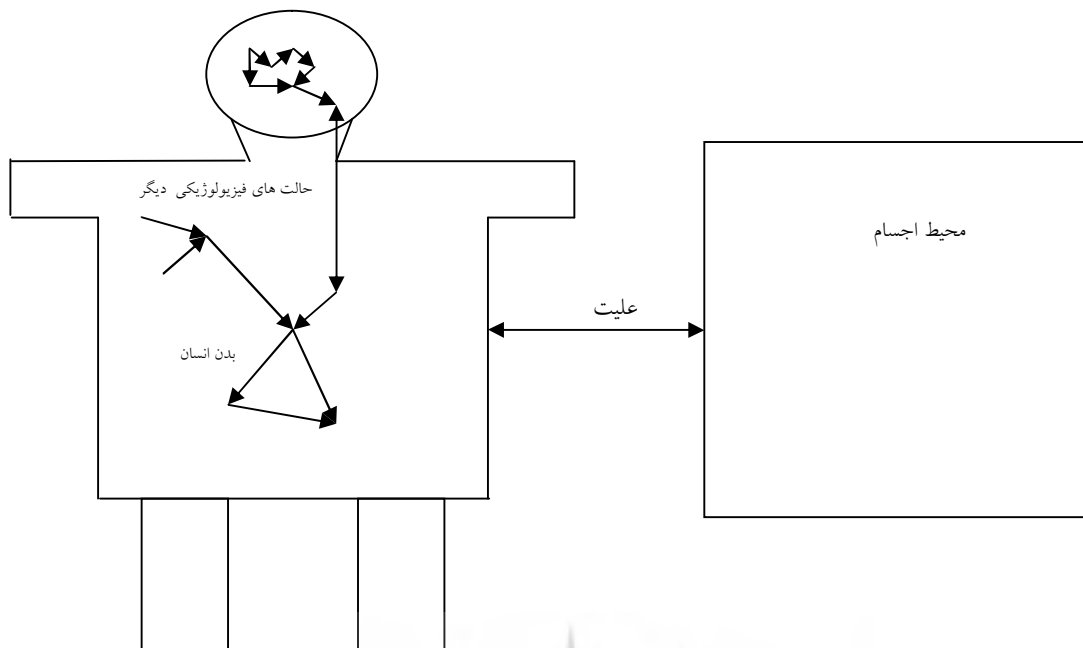 حالت های فیزیولوژیکی دیگر
محیط اجسام
علیت
بدن انسان